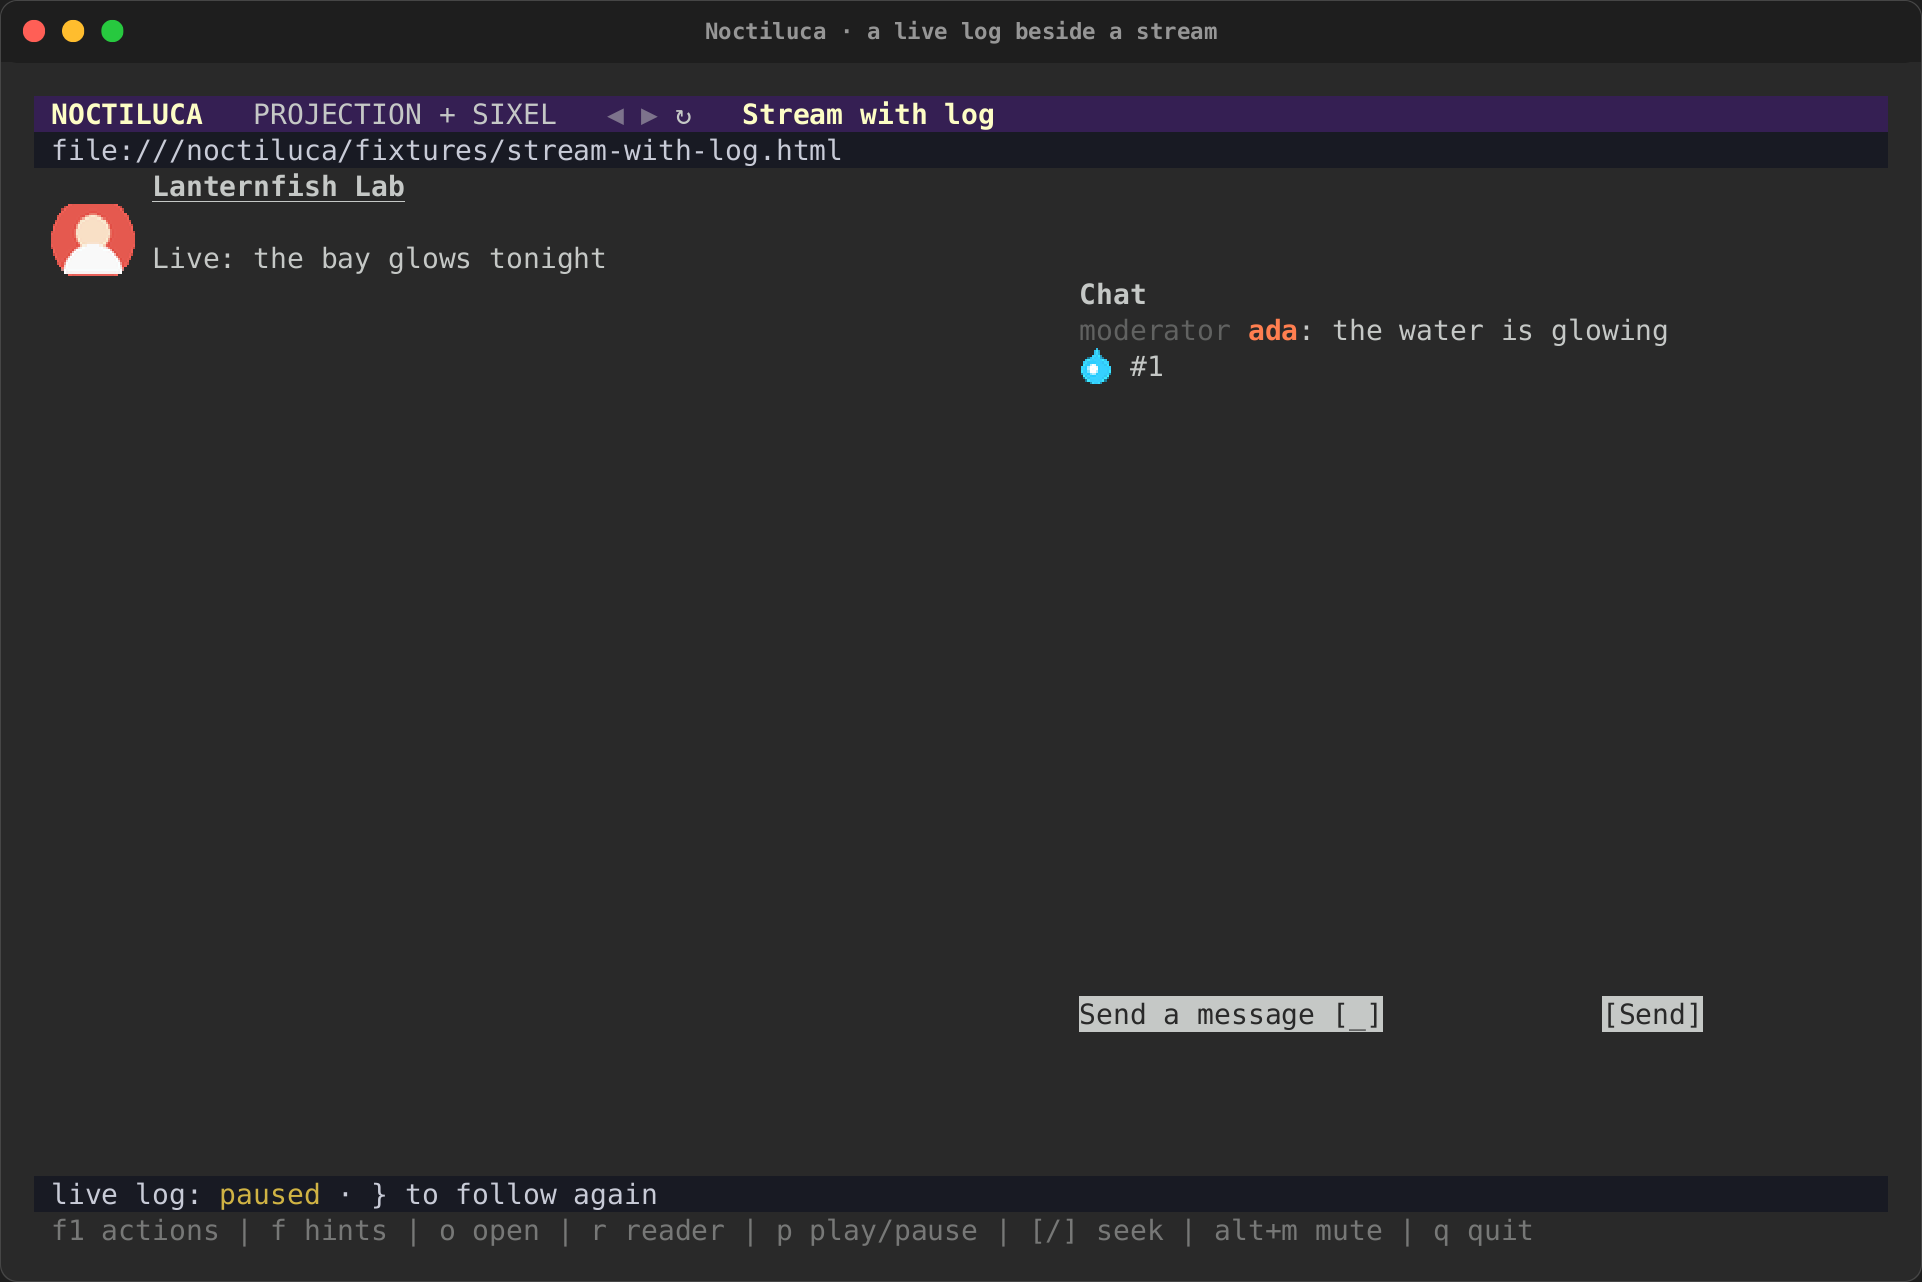 Noctiluca · a live log beside a stream
NOCTILUCA PROJECTION + SIXEL ◀ ▶ ↻ Stream with log
file:///noctiluca/fixtures/stream-with-log.html
Lanternfish Lab
Live: the bay glows tonight
Chat
moderator ada: the water is glowing
#1
Send a message [_] [Send]
live log: paused · } to follow again
f1 actions | f hints | o open | r reader | p play/pause | [/] seek | alt+m mute | q quit